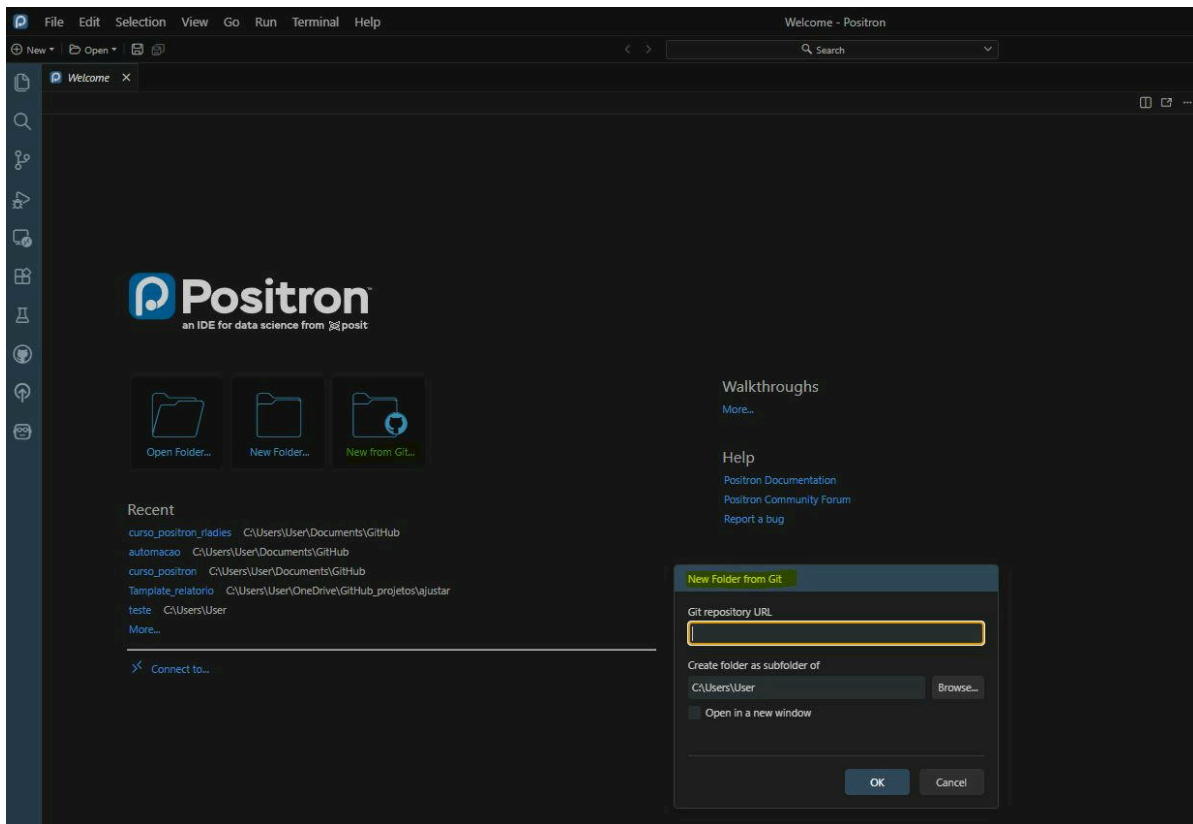 File Edit Selection View Go Run Terminal Help Welcome - Positron
New Open Search
Welcome
Positron™
an IDE for data science from posit
Open Folder... New Folder... New from Git...
Walkthroughs
More...
Help
Positron Documentation
Positron Community Forum
Report a bug
Recent
curso_positron_rladies C:\Users\User\Documents\GitHub
automacao C:\Users\User\Documents\GitHub
curso_positron C:\Users\User\Documents\GitHub
Tamplate_relatorio C:\Users\User\OneDrive\GitHub_projetos\ajustar
teste C:\Users\User
More...
Connect to...
New Folder from Git
Git repository URL
Create folder as subfolder of
C:\Users\User Browse...
Open in a new window
OK Cancel